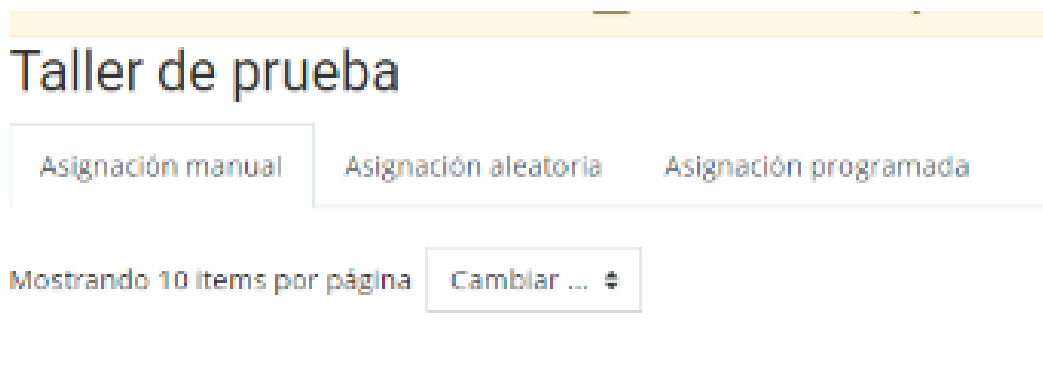 Taller de prueba
Asignación manual Asignación aleatoria Asignación programada
Mostrando 10 items por página Cambiar ...